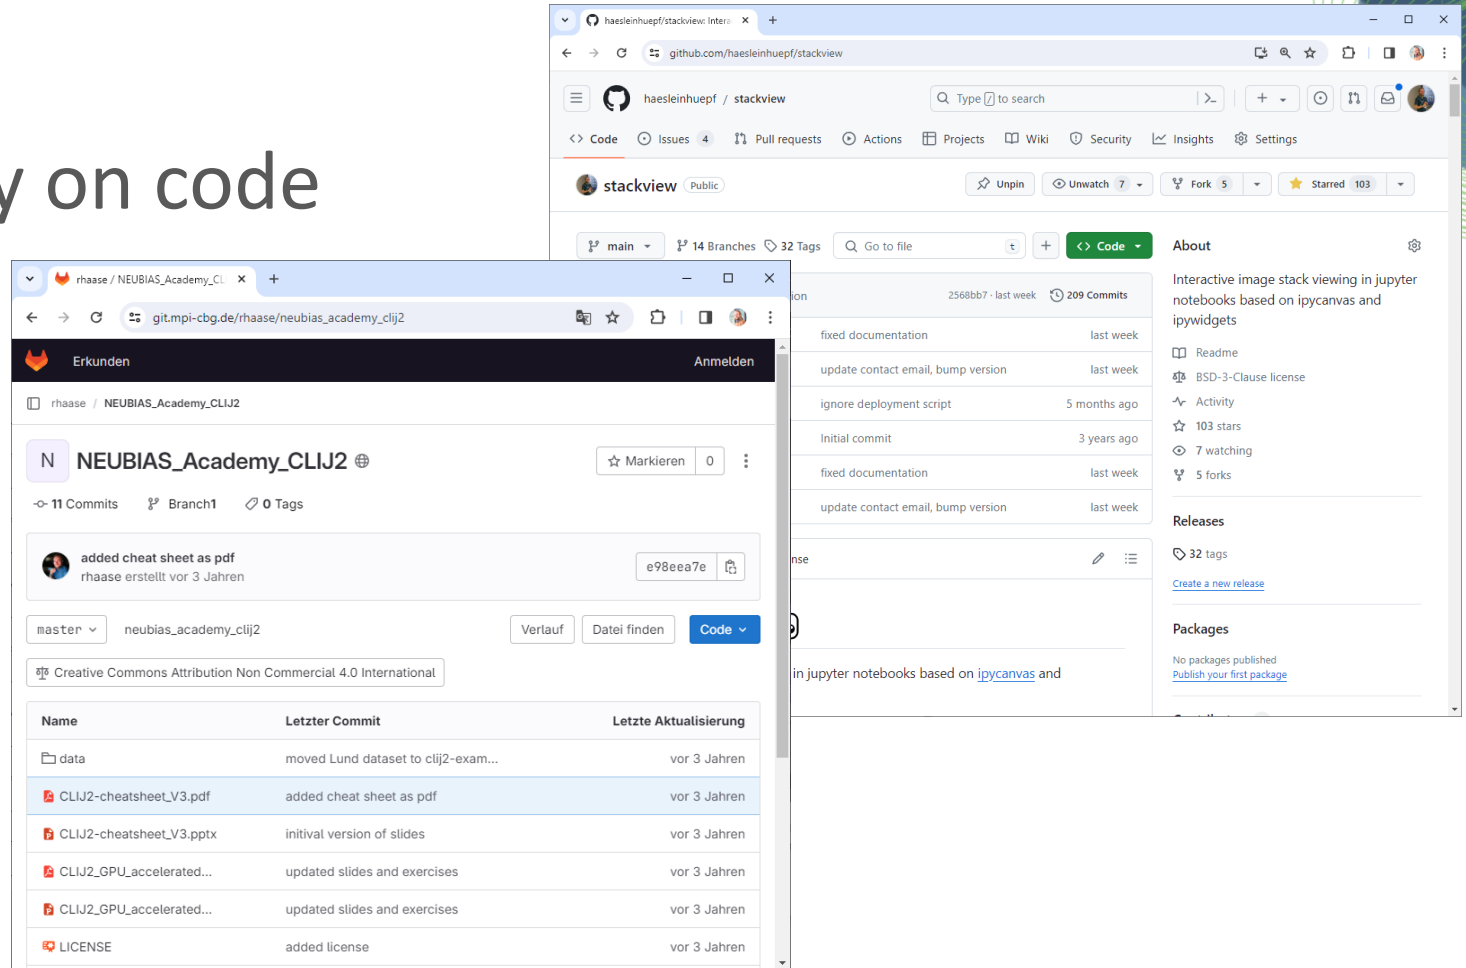 y on code
haesleinhuepf/stackview: Intera
github.com/haesleinhuepf/stackview
haesleinhuepf / stackview
Type / to search
Code Issues 4 Pull requests Actions Projects Wiki Security Insights Settings
stackview Public Unpin Unwatch 7 Fork 5 Starred 103
main 14 Branches 32 Tags Go to file t Code
2568bb7 · last week 209 Commits
fixed documentation last week
update contact email, bump version last week
ignore deployment script 5 months ago
Initial commit 3 years ago
fixed documentation last week
update contact email, bump version last week
in jupyter notebooks based on ipycanvas and
About
Interactive image stack viewing in jupyter
notebooks based on ipycanvas and
ipywidgets
Readme
BSD-3-Clause license
Activity
103 stars
7 watching
5 forks
Releases
32 tags
Create a new release
Packages
No packages published
Publish your first package
rhaase / NEUBIAS_Academy_CL
git.mpi-cbg.de/rhaase/neubias_academy_clij2
Erkunden Anmelden
rhaase / NEUBIAS_Academy_CLIJ2
N NEUBIAS_Academy_CLIJ2 Markieren 0
11 Commits Branch1 0 Tags
added cheat sheet as pdf
rhaase erstellt vor 3 Jahren
e98eea7e
master neubias_academy_clij2 Verlauf Datei finden Code
Creative Commons Attribution Non Commercial 4.0 International
Name Letzter Commit Letzte Aktualisierung
data moved Lund dataset to clij2-exam... vor 3 Jahren
CLIJ2-cheatsheet_V3.pdf added cheat sheet as pdf vor 3 Jahren
CLIJ2-cheatsheet_V3.pptx initival version of slides vor 3 Jahren
CLIJ2_GPU_accelerated... updated slides and exercises vor 3 Jahren
CLIJ2_GPU_accelerated... updated slides and exercises vor 3 Jahren
LICENSE added license vor 3 Jahren